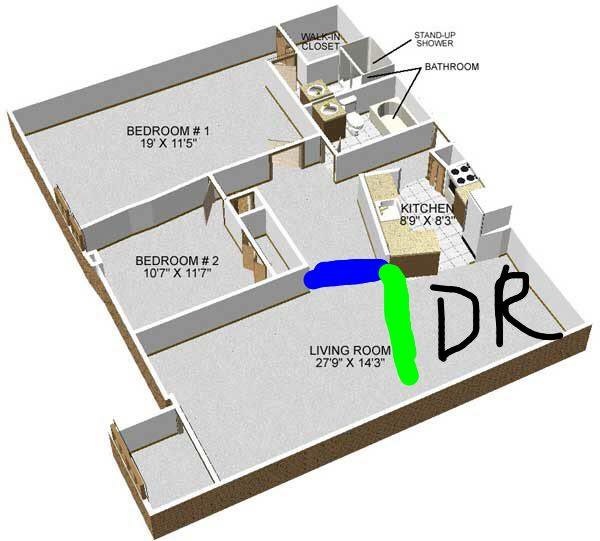 WALK-IN
CLOSET
STAND-UP
SHOWER
BATHROOM
BEDROOM # 1
19' X 11'5"
KITCHEN
8'9" X 8'3"
BEDROOM # 2
10'7" X 11'7"
DR
LIVING ROOM
27'9" X 14'3"